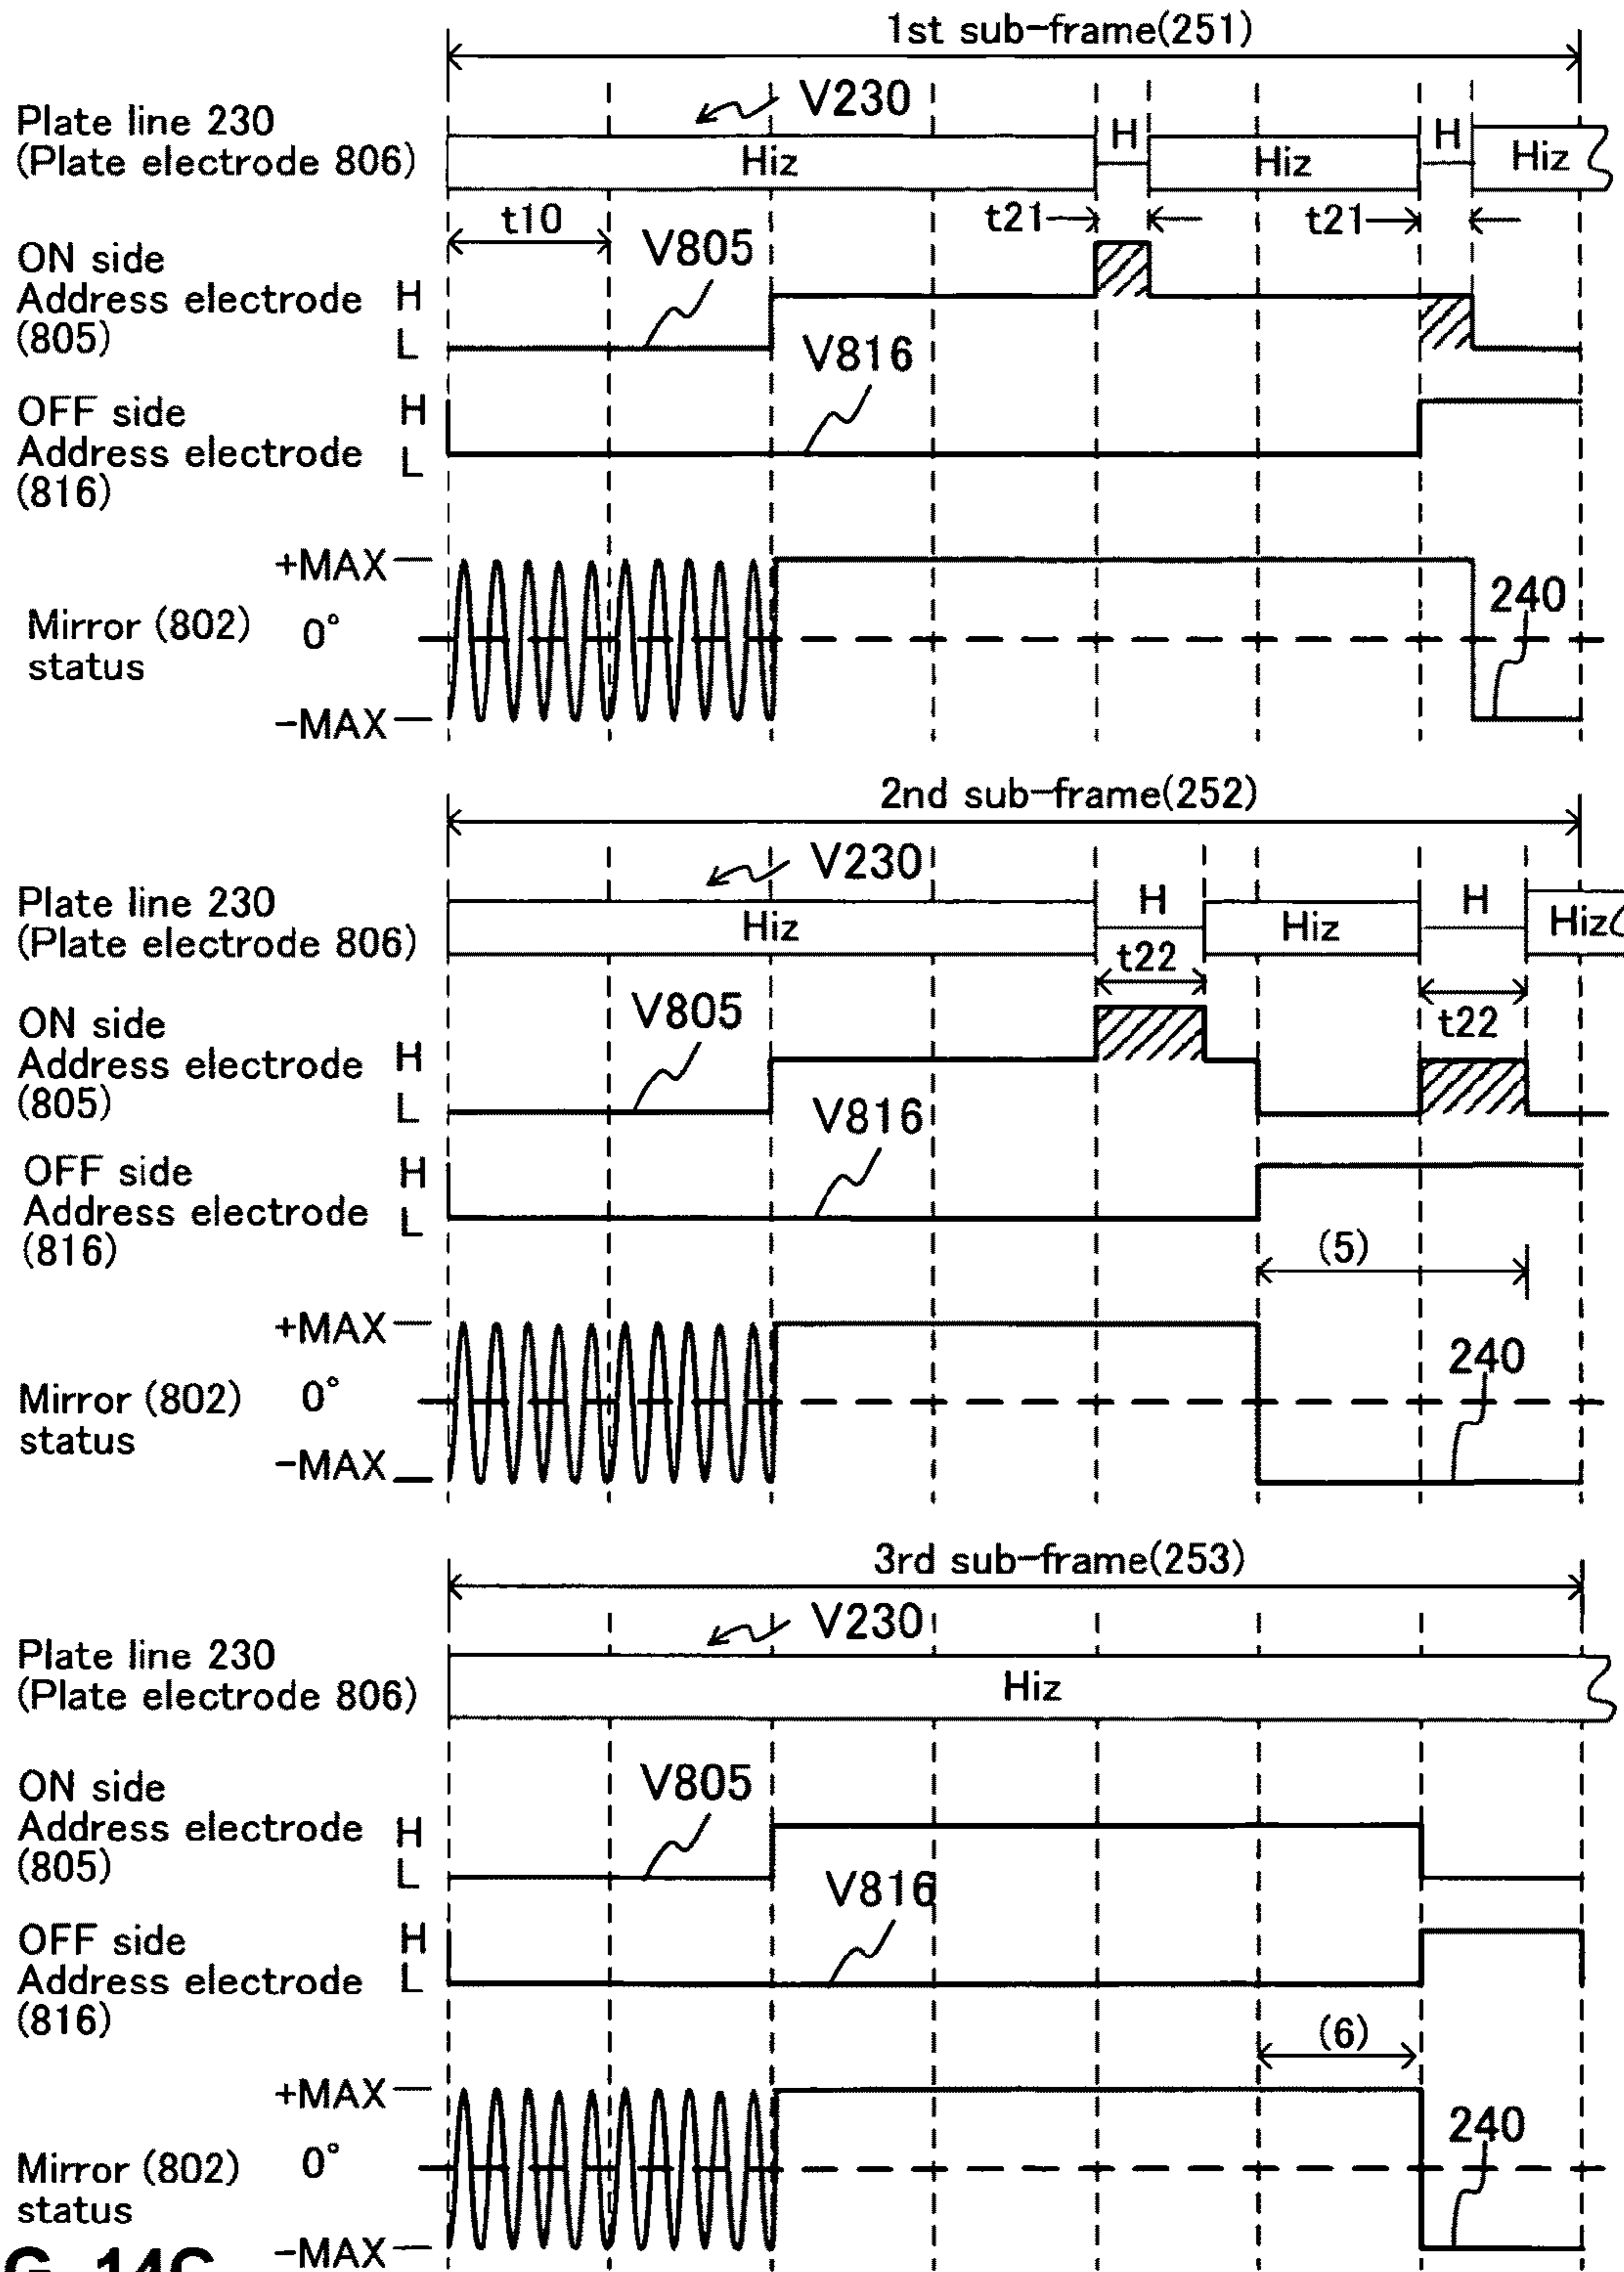 1st sub-frame(251)
V230
Plate line 230
(Plate electrode 806)
Hiz
H
Hiz
H
Hiz
t10
t21
t21
ON side
Address electrode
(805)
H
L
V805
OFF side
Address electrode
(816)
H
L
V816
+MAX
Mirror (802)
status
0°
-MAX
240
2nd sub-frame(252)
V230
Plate line 230
(Plate electrode 806)
Hiz
H
Hiz
H
Hiz
t22
t22
ON side
Address electrode
(805)
H
L
V805
OFF side
Address electrode
(816)
H
L
V816
(5)
+MAX
Mirror (802)
status
0°
-MAX
240
3rd sub-frame(253)
V230
Plate line 230
(Plate electrode 806)
Hiz
ON side
Address electrode
(805)
H
L
V805
OFF side
Address electrode
(816)
H
L
V816
(6)
+MAX
Mirror (802)
status
0°
-MAX
240